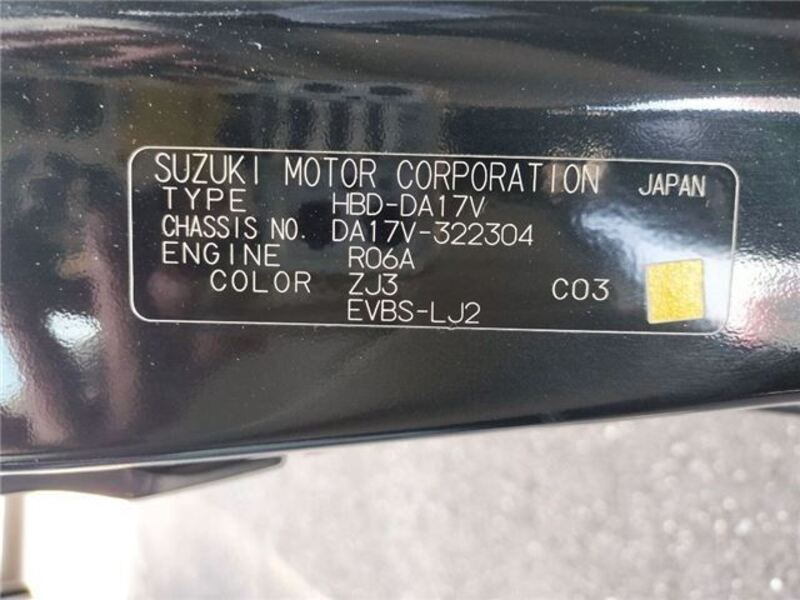 SUZUKI MOTOR CORPORATION JAPAN
TYPE HBD-DA17V
CHASSIS NO. DA17V-322304
ENGINE R06A
COLOR ZJ3 C03
EVBS-LJ2